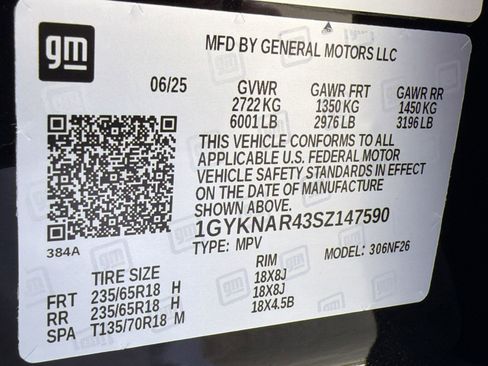 gm
MFD BY GENERAL MOTORS LLC
06/25 GVWR GAWR FRT GAWR RR
2722 KG 1350 KG 1450 KG
6001 LB 2976 LB 3196 LB
THIS VEHICLE CONFORMS TO ALL
APPLICABLE U.S. FEDERAL MOTOR
VEHICLE SAFETY STANDARDS IN EFFECT
ON THE DATE OF MANUFACTURE
SHOWN ABOVE.
1GYKNAR43SZ147590
384A TYPE: MPV MODEL: 306NF26
TIRE SIZE RIM
FRT 235/65R18 H 18X8J
RR 235/65R18 H 18X8J
SPA T135/70R18 M 18X4.5B